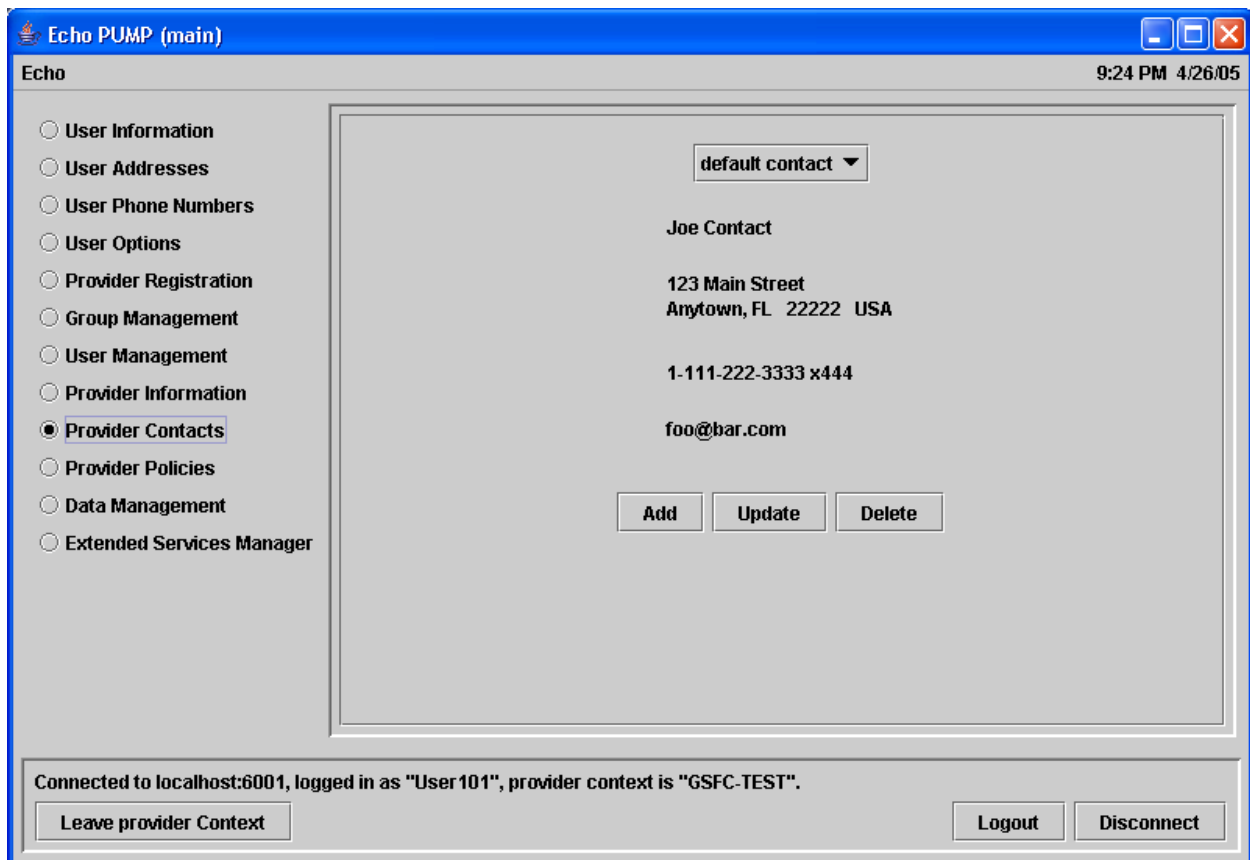 Echo PUMP (main)
Echo
9:24 PM 4/26/05
User Information
User Addresses
User Phone Numbers
User Options
Provider Registration
Group Management
User Management
Provider Information
Provider Contacts
Provider Policies
Data Management
Extended Services Manager
default contact
Joe Contact
123 Main Street
Anytown, FL 22222 USA
1-111-222-3333 x444
foo@bar.com
Add
Update
Delete
Connected to localhost:6001, logged in as "User101", provider context is "GSFC-TEST".
Leave provider Context
Logout
Disconnect